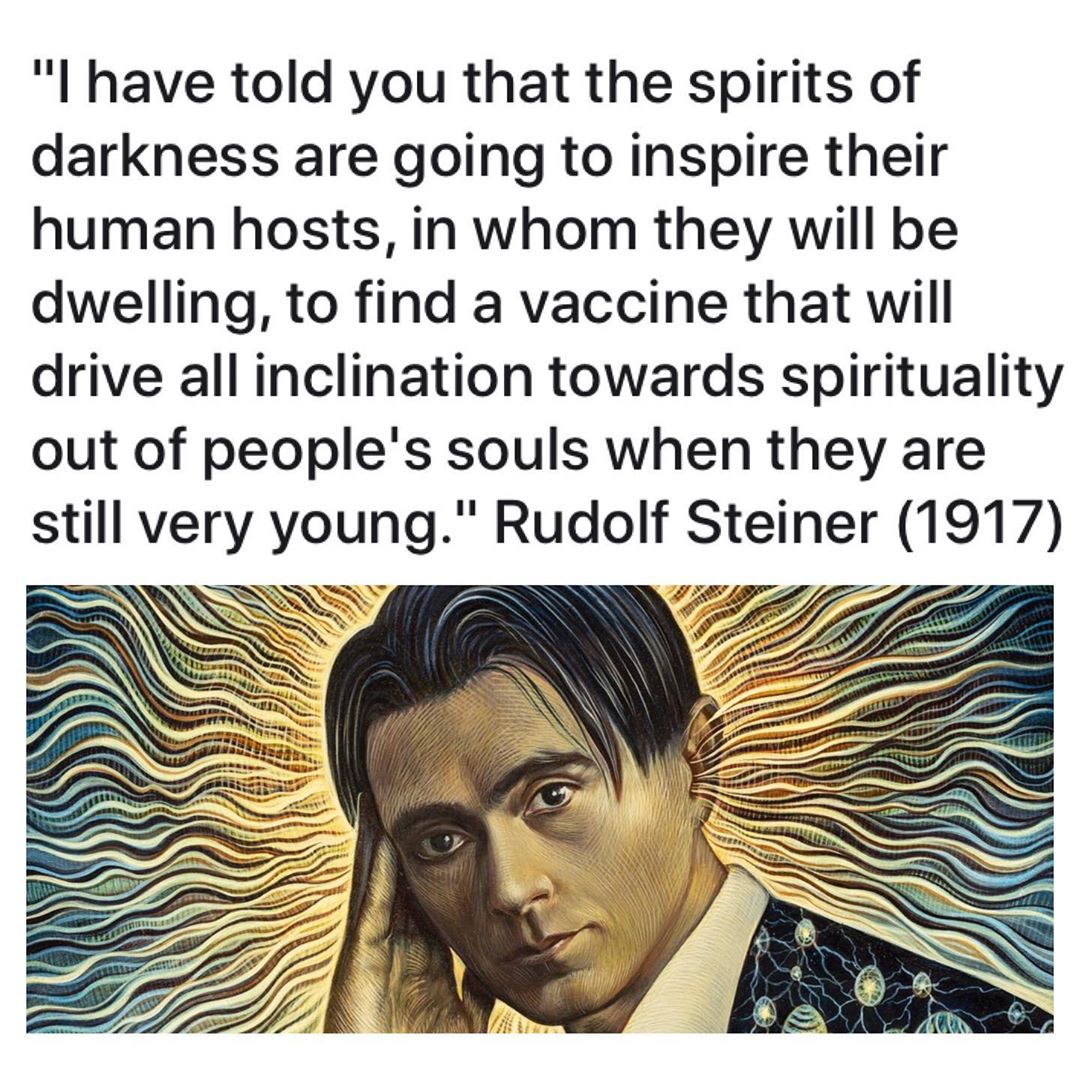 "I have told you that the spirits of
darkness are going to inspire their
human hosts, in whom they will be
dwelling, to find a vaccine that will
drive all inclination towards spirituality
out of people's souls when they are
still very young." Rudolf Steiner (1917)